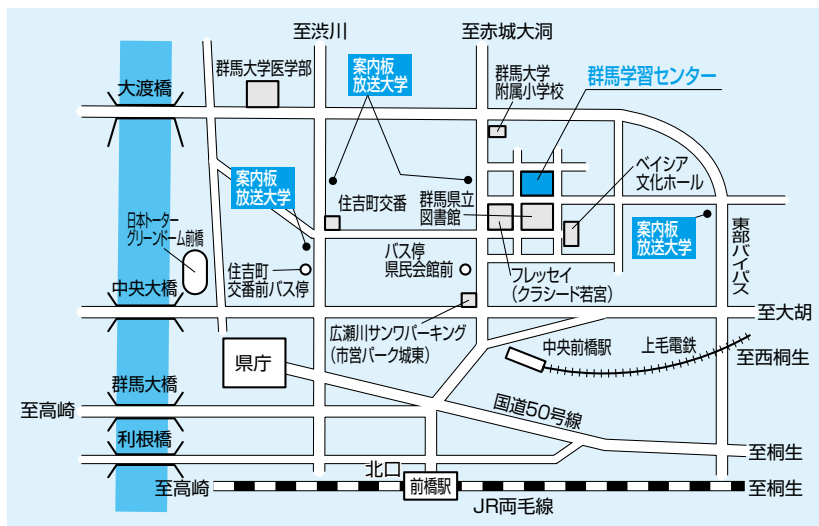 至渋川
至赤城大洞
群馬大学医学部
案内板
放送大学
群馬大学
附属小学校
群馬学習センター
大渡橋
案内板
放送大学
住吉町交番
群馬県立
図書館
ベイシア
文化ホール
案内板
放送大学
東部バイパス
日本トーター
グリーンドーム前橋
住吉町
交番前バス停
バス停
県民会館前
フレッセイ
(クラシード若宮)
中央大橋
至大胡
広瀬川サンワパーキング
(市営パーク城東)
中央前橋駅
上毛電鉄
至西桐生
県庁
群馬大橋
至高崎
国道50号線
利根橋
至桐生
北口
至高崎
前橋駅
至桐生
JR両毛線